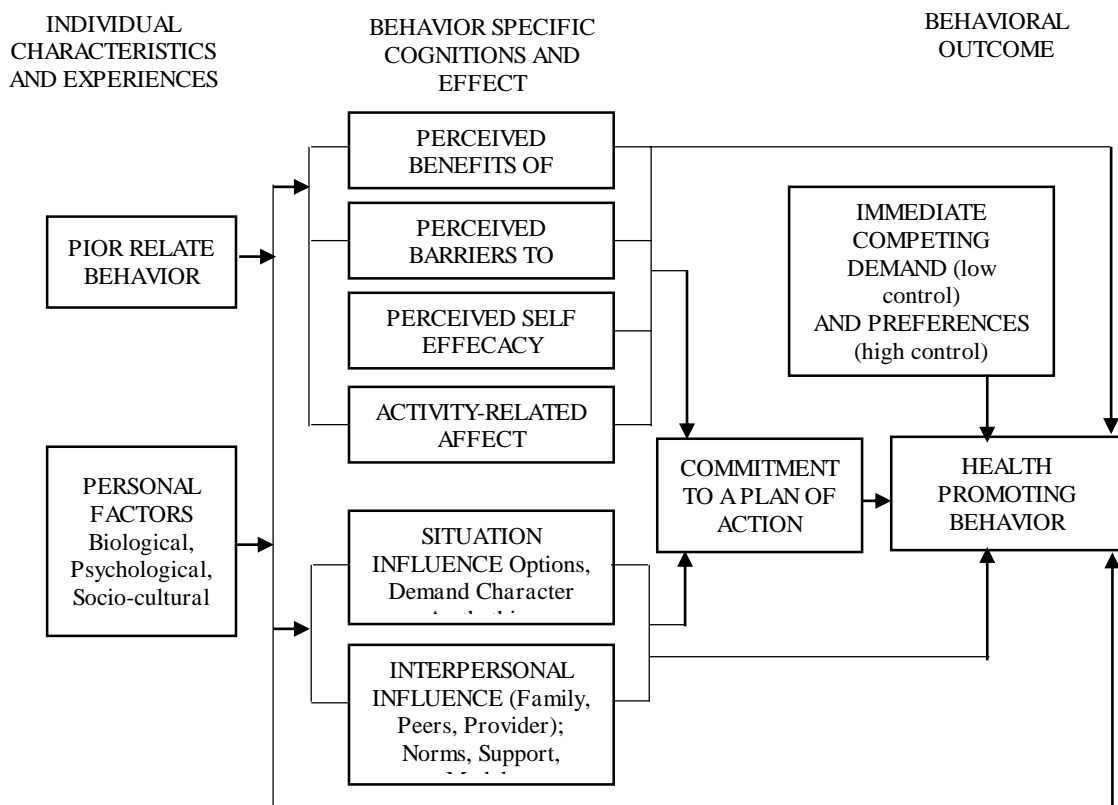 INDIVIDUAL
CHARACTERISTICS
AND EXPERIENCES
BEHAVIOR SPECIFIC
COGNITIONS AND
EFFECT
BEHAVIORAL
OUTCOME
PERCEIVED
BENEFITS OF
PERCEIVED
BARRIERS TO
PERCEIVED SELF
EFFECACY
ACTIVITY-RELATED
AFFECT
PIOR RELATE
BEHAVIOR
PERSONAL
FACTORS
Biological,
Psychological,
Socio-cultural
SITUATION
INFLUENCE Options,
Demand Character
INTERPERSONAL
INFLUENCE (Family,
Peers, Provider);
Norms, Support,
IMMEDIATE
COMPETING
DEMAND (low
control)
AND PREFERENCES
(high control)
COMMITMENT
TO A PLAN OF
ACTION
HEALTH
PROMOTING
BEHAVIOR